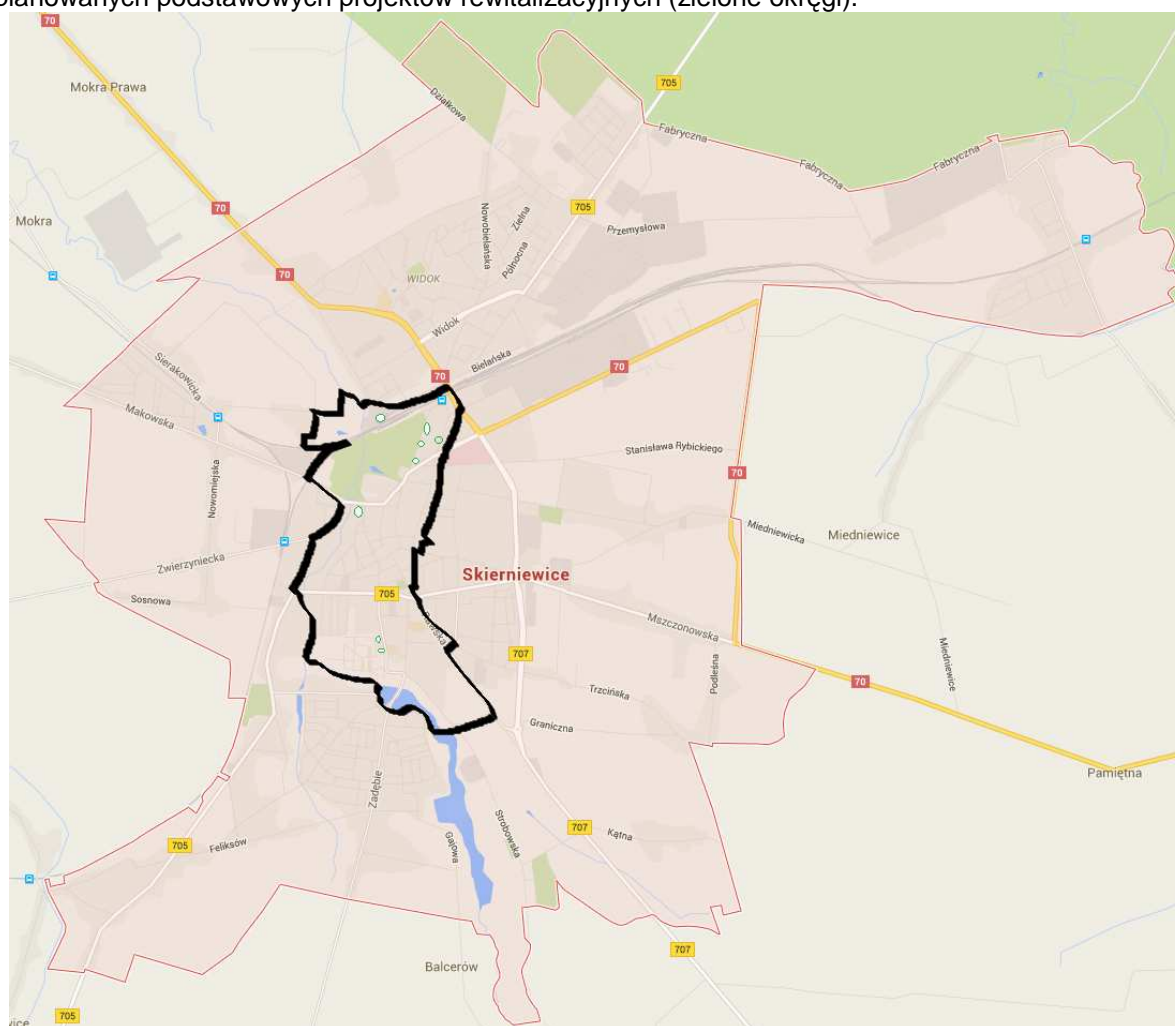 planowanych podstawowych projektów rewitalizacyjnych (zielone okręgi).
70
705
Mokra Prawa
Działkowa
Fabryczna
Fabryczna
Fabryczna
70
Nowobielańska
Zielna
705
Mokra
Północna
Przemysłowa
70
WIDOK
Widok
Bielańska
Sierakowicka
70
70
Makowska
Stanisława Rybickiego
70
Nowomiejska
Miedniewicka
Miedniewice
Zwierzyniecka
Skierniewice
Sosnowa
705
Rawska
Mszczonowska
707
Miedniewice
Podleśna
70
Trzcińska
Graniczna
Pamiętna
Zadębie
Strobowska
707
Kątna
705
Feliksów
Gajowa
707
Balcerów
705